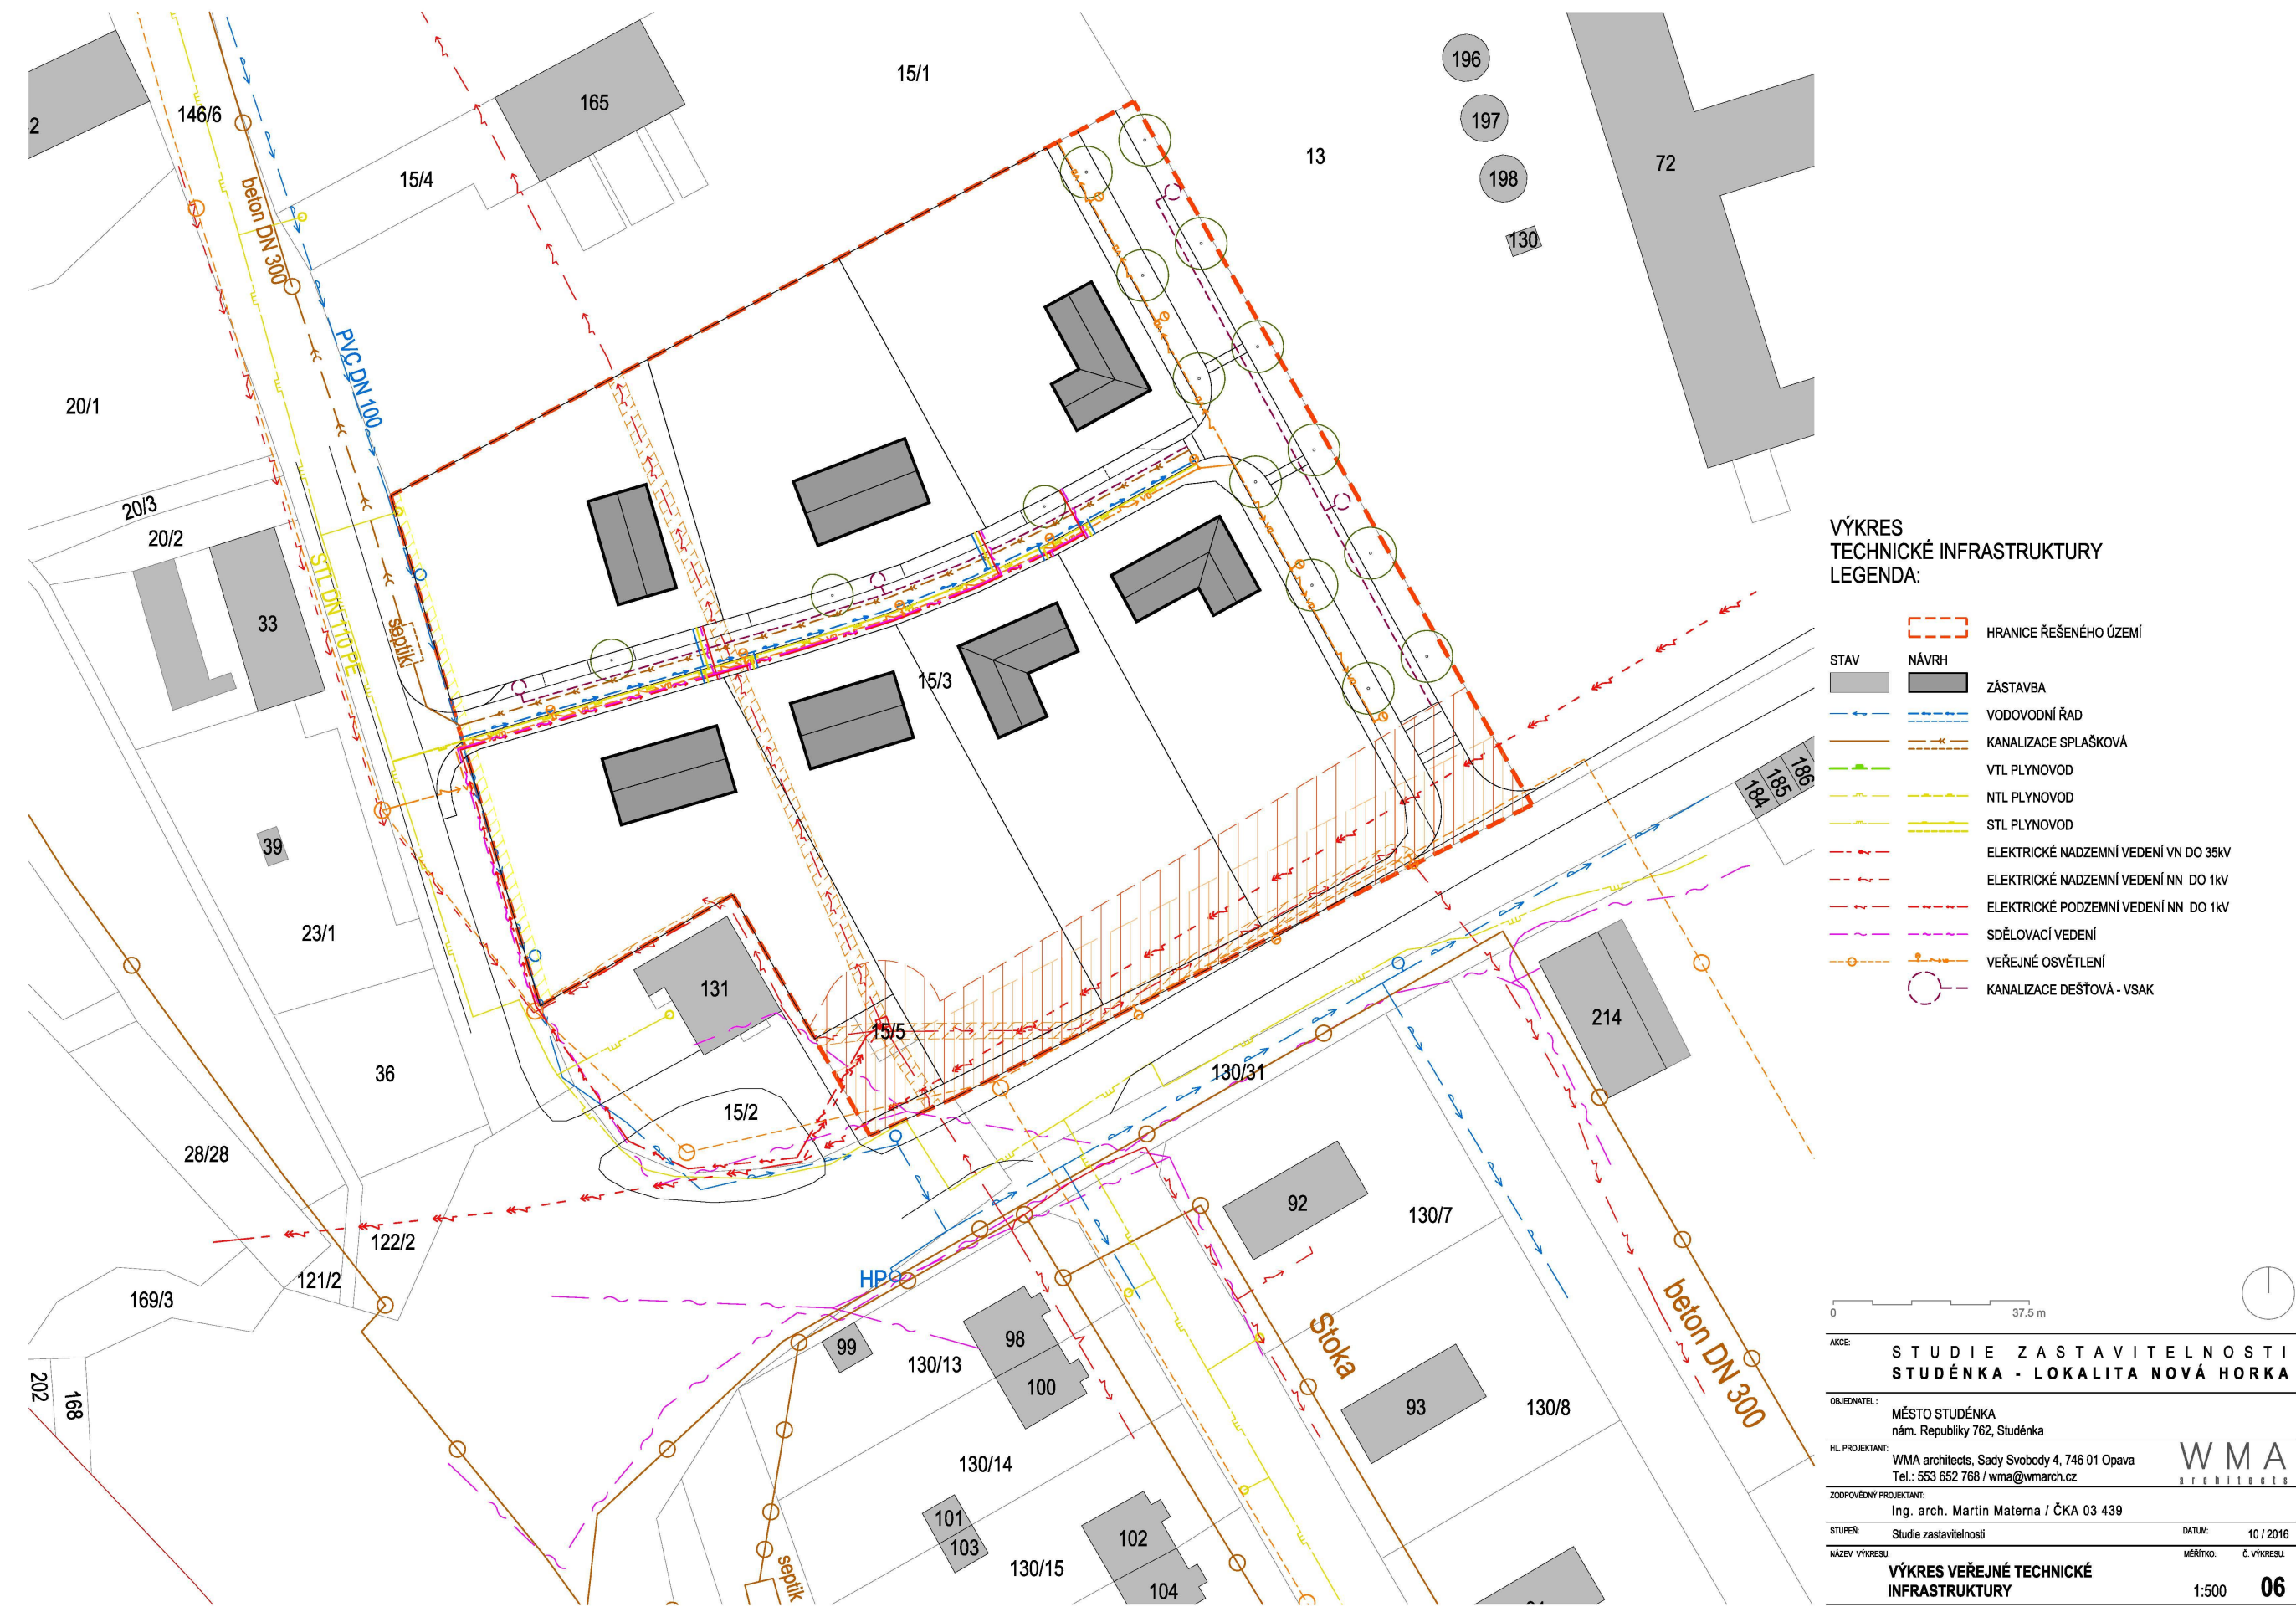 15/1
196
165
146/6
2
197
13
72
15/4
198
beton DN 300
130
PVC DN 100
20/1
20/3
20/2
STL DN 110 PE
septik
33
15/3
184
185
186
39
23/1
131
15/5
214
36
130/31
15/2
28/28
92
130/7
122/2
121/2
HP
169/3
Stoka
beton DN 300
98
99
130/13
100
202
168
93
130/8
130/14
101
103
102
130/15
104
septik
VÝKRES
TECHNICKÉ INFRASTRUKTURY
LEGENDA:
HRANICE ŘEŠENÉHO ÚZEMÍ
STAV NÁVRH
ZÁSTAVBA
VODOVODNÍ ŘAD
KANALIZACE SPLAŠKOVÁ
VTL PLYNOVOD
NTL PLYNOVOD
STL PLYNOVOD
ELEKTRICKÉ NADZEMNÍ VEDENÍ VN DO 35kV
ELEKTRICKÉ NADZEMNÍ VEDENÍ NN DO 1kV
ELEKTRICKÉ PODZEMNÍ VEDENÍ NN DO 1kV
SDĚLOVACÍ VEDENÍ
VEŘEJNÉ OSVĚTLENÍ
KANALIZACE DEŠŤOVÁ - VSAK
0 37.5 m
AKCE:
STUDIE ZASTAVITELNOSTI
STUDÉNKA - LOKALITA NOVÁ HORKA
OBJEDNATEL:
MĚSTO STUDÉNKA
nám. Republiky 762, Studénka
HL. PROJEKTANT:
WMA architects, Sady Svobody 4, 746 01 Opava
Tel.: 553 652 768 / wma@wmarch.cz
WMA
architects
ZODPOVĚDNÝ PROJEKTANT:
Ing. arch. Martin Materna / ČKA 03 439
STUPEŇ: Studie zastavitelnosti DATUM: 10 / 2016
NÁZEV VÝKRESU: MĚŘÍTKO: Č. VÝKRESU:
VÝKRES VEŘEJNÉ TECHNICKÉ
INFRASTRUKTURY 1:500 06